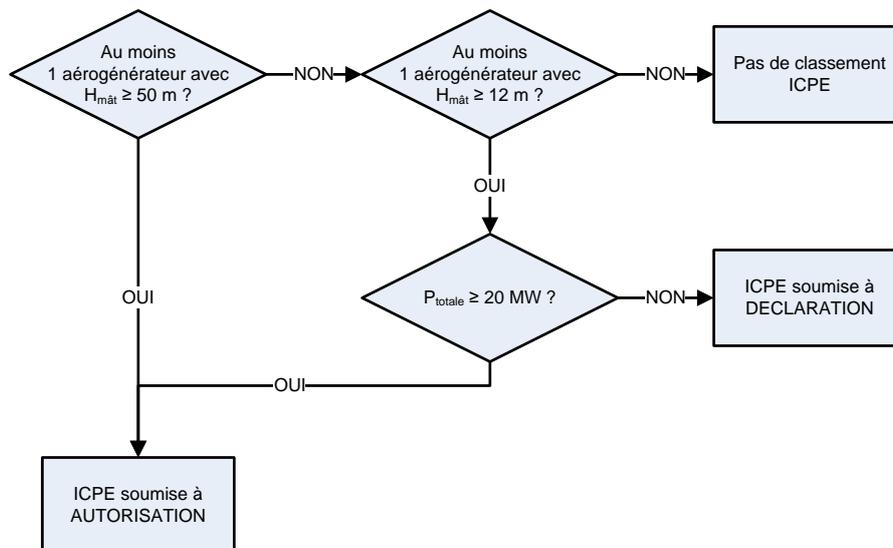 Au moins
1 aérogénérateur avec
Hmât ≥ 50 m ?
NON
Au moins
1 aérogénérateur avec
Hmât ≥ 12 m ?
NON
Pas de classement
ICPE
OUI
OUI
Ptotale ≥ 20 MW ?
NON
ICPE soumise à
DECLARATION
OUI
ICPE soumise à
AUTORISATION